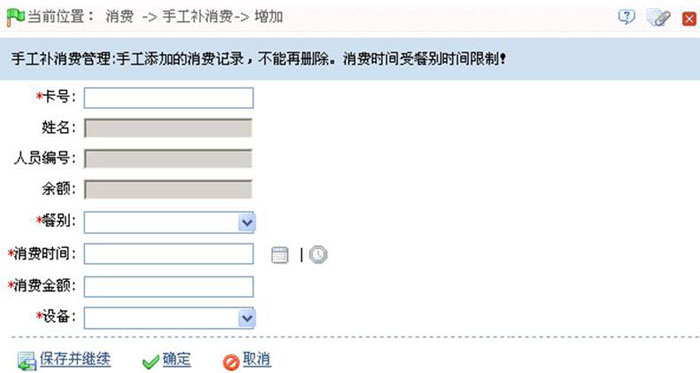 当前位置： 消费 -> 手工补消费-> 增加
手工补消费管理:手工添加的消费记录，不能再删除。消费时间受餐别时间限制!
*卡号:
姓名:
人员编号:
余额:
*餐别:
*消费时间: |
*消费金额:
*设备:
保存并继续 确定 取消